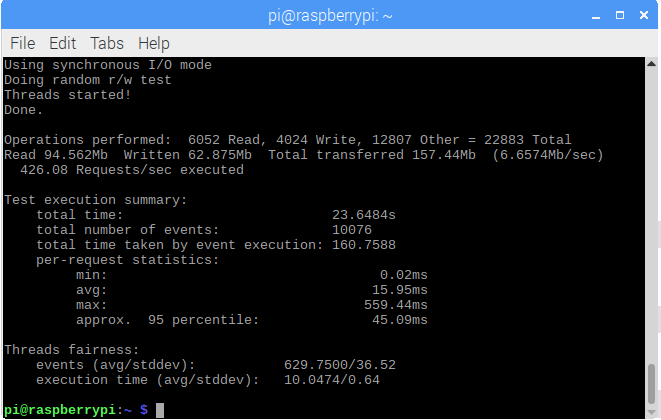 pi@raspberrypi: ~
File Edit Tabs Help
Using synchronous I/O mode
Doing random r/w test
Threads started!
Done.
Operations performed:  6052 Read, 4024 Write, 12807 Other = 22883 Total
Read 94.562Mb  Written 62.875Mb  Total transferred 157.44Mb  (6.6574Mb/sec)
  426.08 Requests/sec executed
Test execution summary:
    total time:                          23.6484s
    total number of events:              10076
    total time taken by event execution: 160.7588
    per-request statistics:
         min:                                  0.02ms
         avg:                                 15.95ms
         max:                                559.44ms
         approx.  95 percentile:              45.09ms
Threads fairness:
    events (avg/stddev):           629.7500/36.52
    execution time (avg/stddev):   10.0474/0.64
pi@raspberrypi:~ $